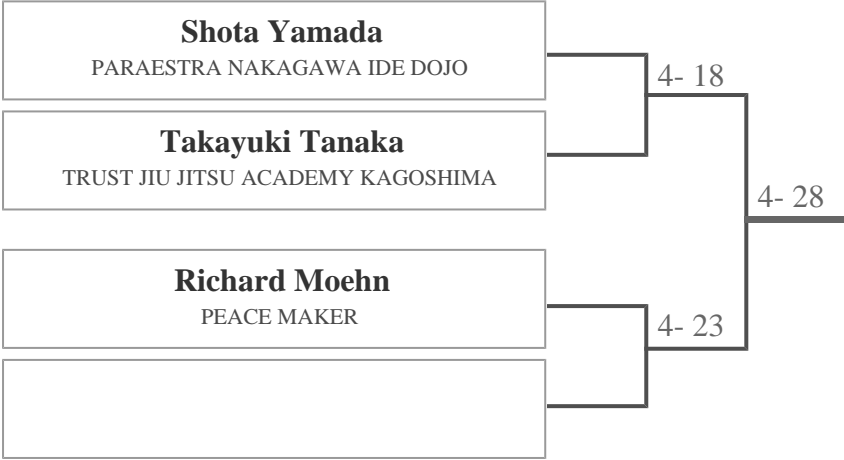 Shota Yamada
PARAESTRA NAKAGAWA IDE DOJO
4- 18
Takayuki Tanaka
TRUST JIU JITSU ACADEMY KAGOSHIMA
4- 28
Richard Moehn
PEACE MAKER
4- 23